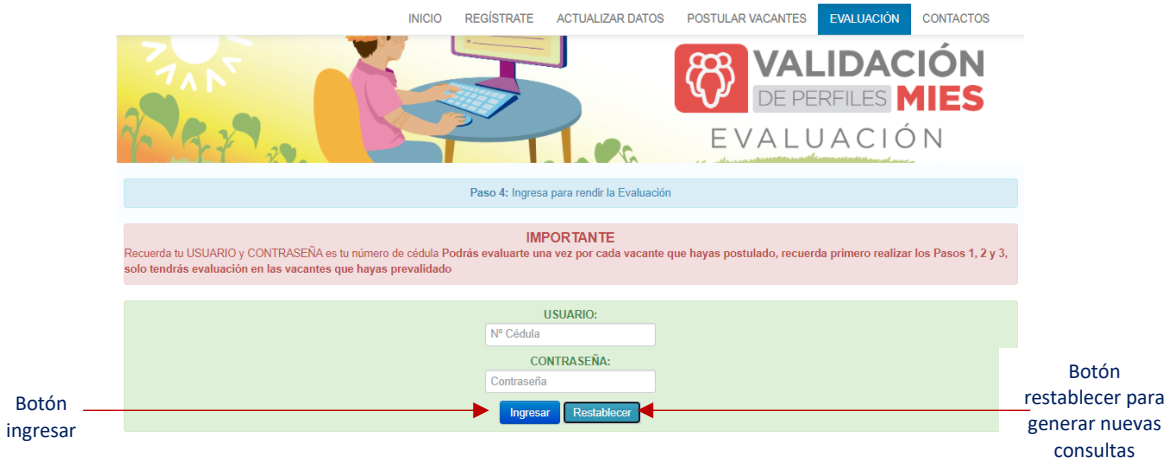 INICIO REGÍSTRATE ACTUALIZAR DATOS POSTULAR VACANTES EVALUACIÓN CONTACTOS
VALIDACIÓN
DE PERFILES MIES
EVALUACIÓN
Paso 4: Ingresa para rendir la Evaluación
IMPORTANTE
Recuerda tu USUARIO y CONTRASEÑA es tu número de cédula Podrás evaluarte una vez por cada vacante que hayas postulado, recuerda primero realizar los Pasos 1, 2 y 3,
solo tendrás evaluación en las vacantes que hayas prevalidado
USUARIO:
Nº Cédula
CONTRASEÑA:
Contraseña
Ingresar Restablecer
Botón
ingresar
Botón
restablecer para
generar nuevas
consultas